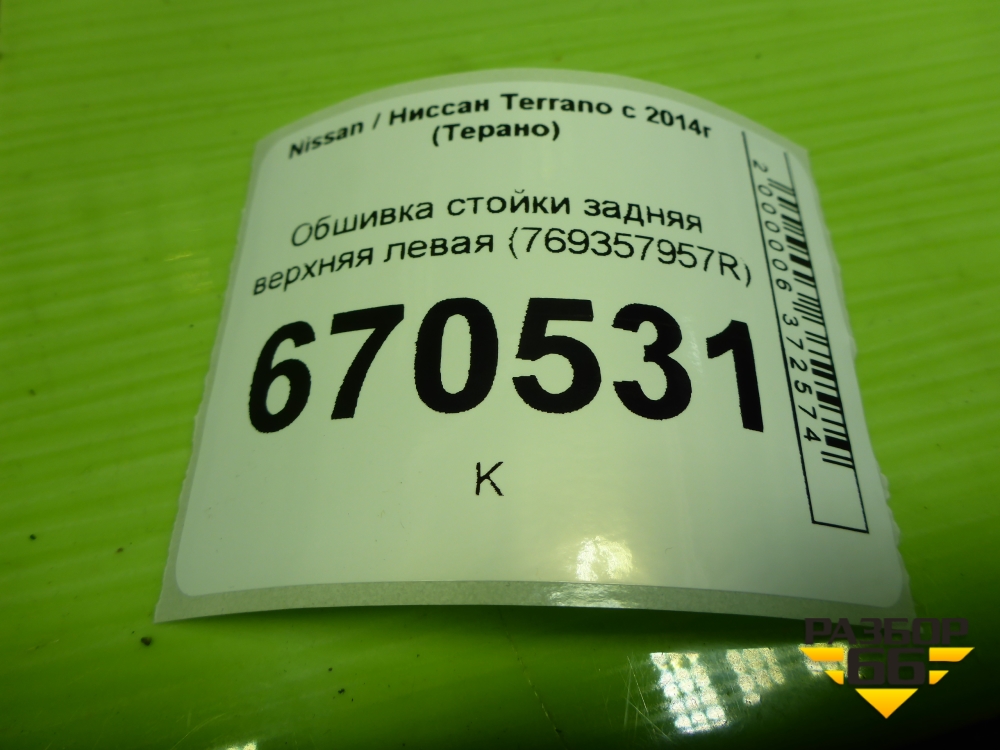 Nissan / Ниссан Terrano с 2014г
(Терано)
Обшивка стойки задняя
верхняя левая (769357957R)
670531
К
2000006372574
РАЗБОР
66